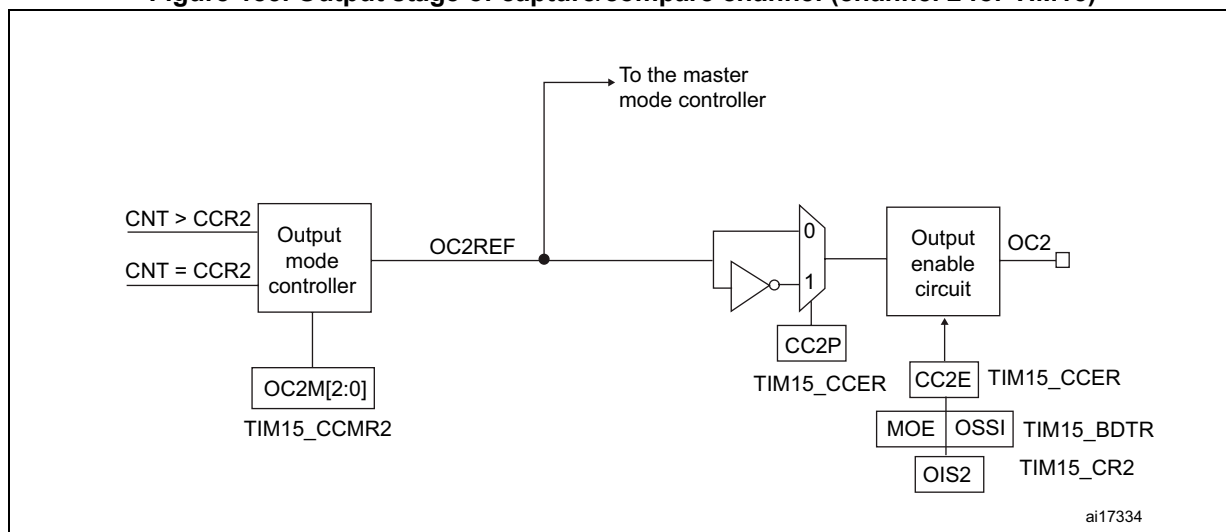 To the master
mode controller
CNT > CCR2
CNT = CCR2
Output
mode
controller
OC2REF
0
1
Output
enable
circuit
OC2
OC2M[2:0]
TIM15_CCMR2
CC2P
TIM15_CCER
CC2E
TIM15_CCER
MOE
OSSI
TIM15_BDTR
OIS2
TIM15_CR2
ai17334